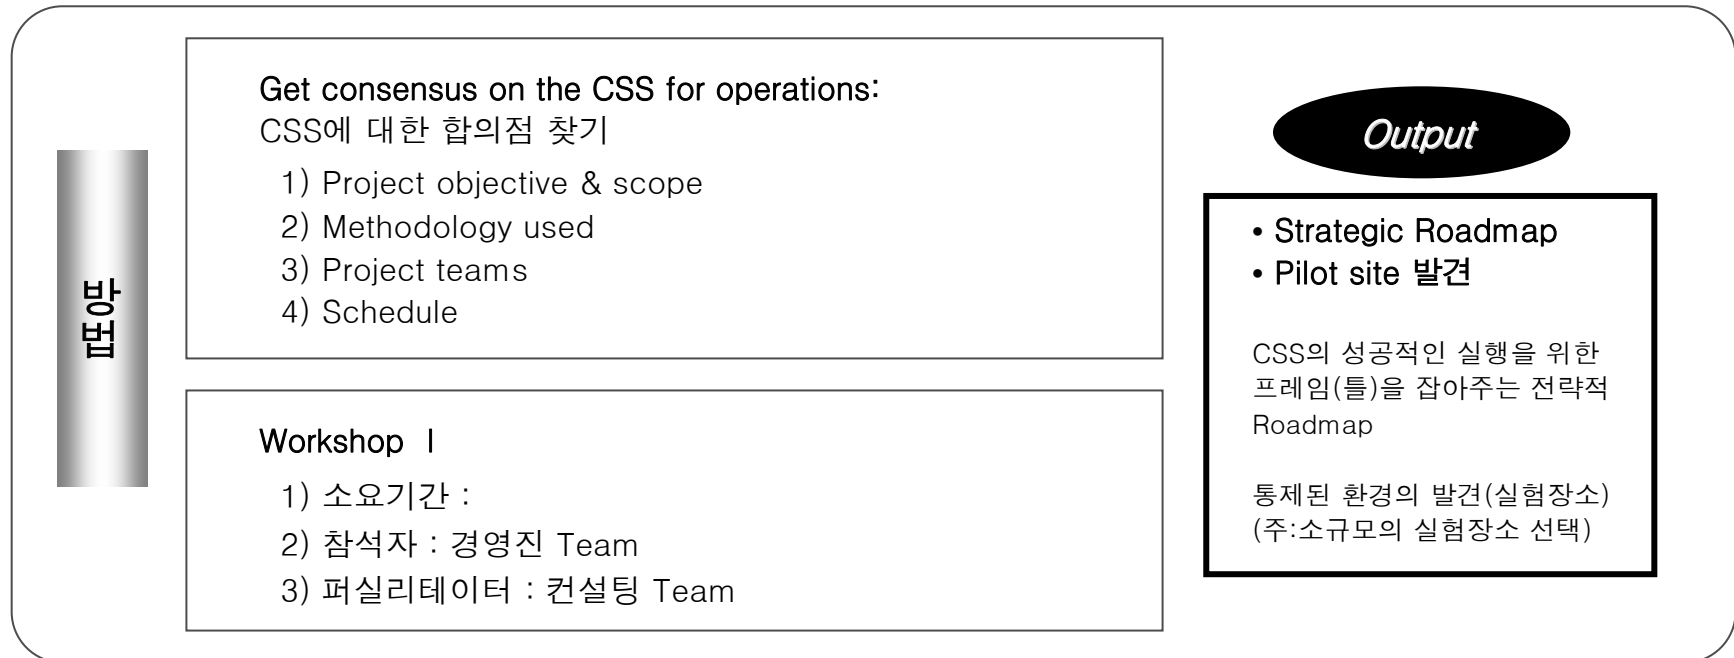 방법
Get consensus on the CSS for operations:
CSS에 대한 합의점 찾기
1) Project objective & scope
2) Methodology used
3) Project teams
4) Schedule
Workshop Ⅰ
1) 소요기간 :
2) 참석자 : 경영진 Team
3) 퍼실리테이터 : 컨설팅 Team
Output
• Strategic Roadmap
• Pilot site 발견
CSS의 성공적인 실행을 위한
프레임(틀)을 잡아주는 전략적
Roadmap
통제된 환경의 발견(실험장소)
(주:소규모의 실험장소 선택)